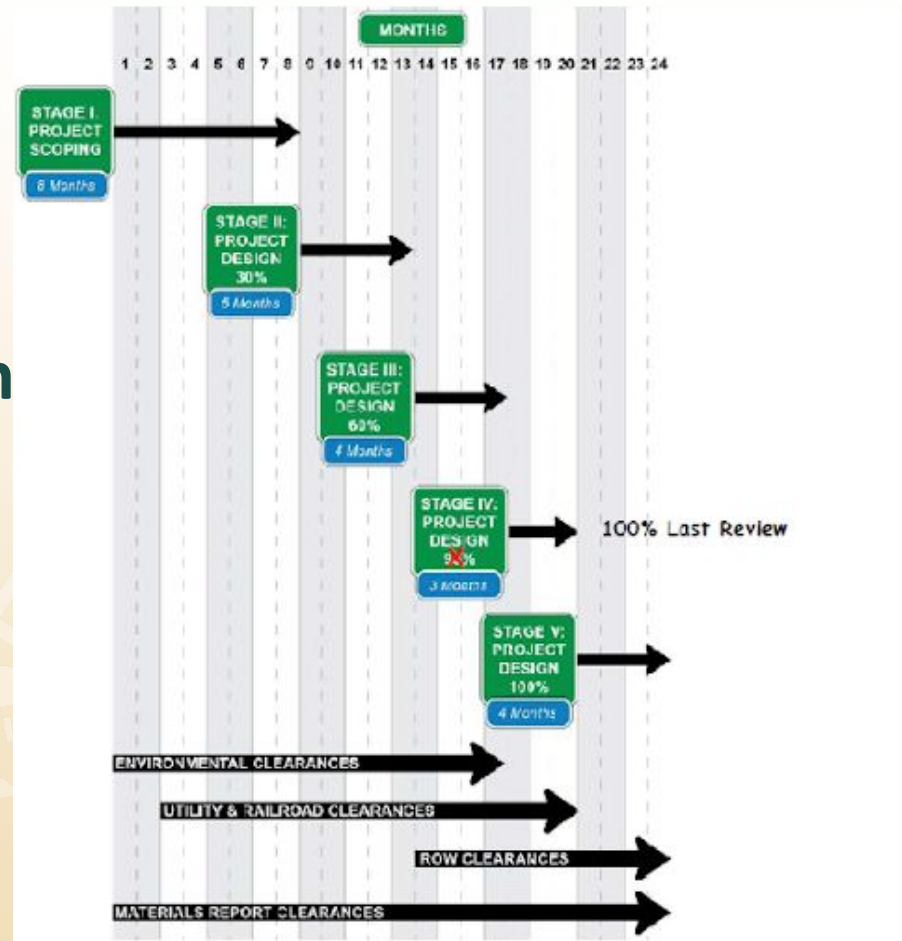 MONTHS
1 2 3 4 5 6 7 8 9 10 11 12 13 14 15 16 17 18 19 20 21 22 23 24
STAGE I.
PROJECT
SCOPING
8 Months
STAGE II:
PROJECT
DESIGN
30%
5 Months
n
STAGE III:
PROJECT
DESIGN
60%
4 Months
STAGE IV:
PROJECT
DESIGN
3 Months
100% Last Review
STAGE V:
PROJECT
DESIGN
100%
4 Months
ENVIRONMENTAL CLEARANCES
UTILITY & RAILROAD CLEARANCES
ROW CLEARANCES
MATERIALS REPORT CLEARANCES